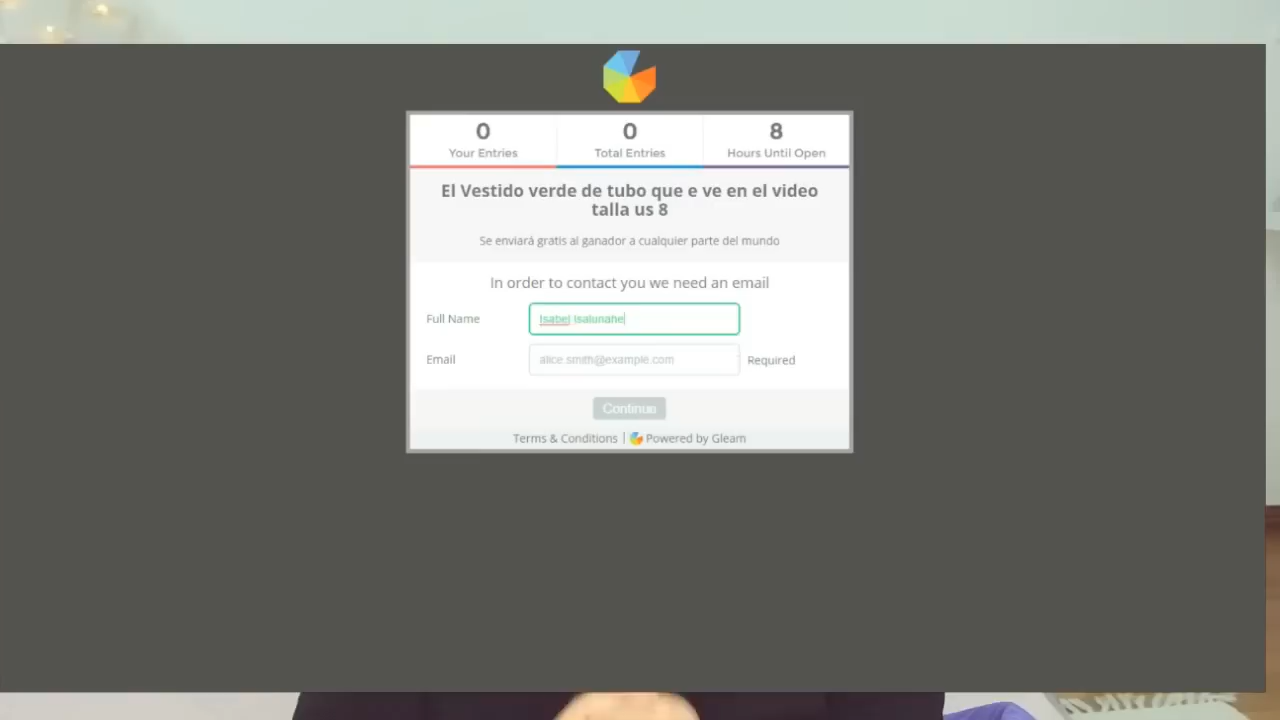 0
Your Entries
0
Total Entries
8
Hours Until Open
El Vestido verde de tubo que e ve en el video
talla us 8
Se enviará gratis al ganador a cualquier parte del mundo
In order to contact you we need an email
Full Name
Isabel Isalunahe
Email
alice.smith@example.com
Required
Continue
Terms & Conditions | Powered by Gleam